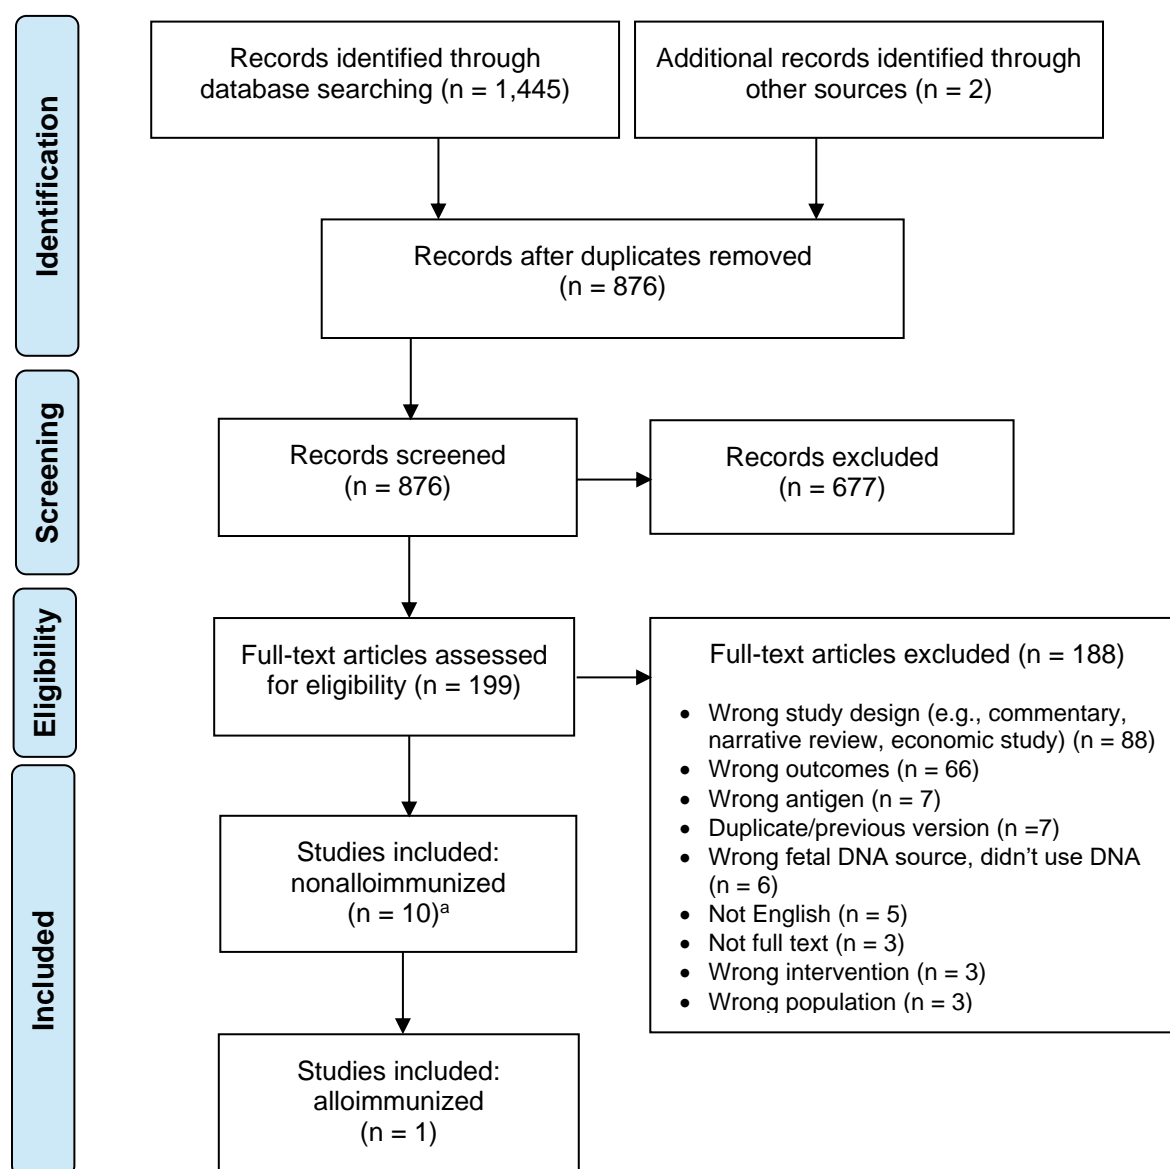 Identification
Records identified through
database searching (n = 1,445)
Additional records identified through
other sources (n = 2)
Records after duplicates removed
(n = 876)
Screening
Records screened
(n = 876)
Records excluded
(n = 677)
Eligibility
Full-text articles assessed
for eligibility (n = 199)
Full-text articles excluded (n = 188)
• Wrong study design (e.g., commentary,
narrative review, economic study) (n = 88)
• Wrong outcomes (n = 66)
• Wrong antigen (n = 7)
• Duplicate/previous version (n =7)
• Wrong fetal DNA source, didn’t use DNA
(n = 6)
• Not English (n = 5)
• Not full text (n = 3)
• Wrong intervention (n = 3)
• Wrong population (n = 3)
Included
Studies included:
nonalloimmunized
(n = 10)ᵃ
Studies included:
alloimmunized
(n = 1)